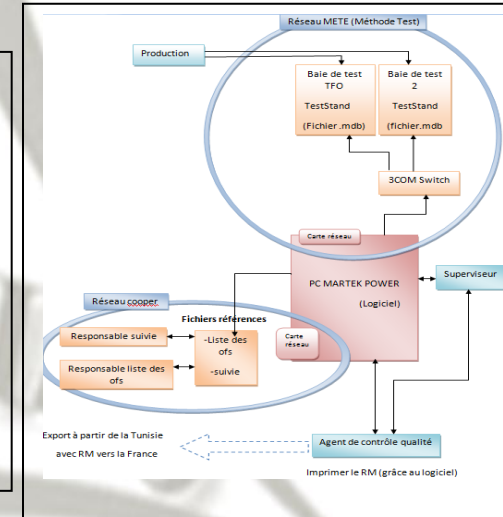 Réseau METE (Méthode Test)
Production
Baie de test
TFO
TestStand
(Fichier .mdb)
Baie de test
2
TestStand
(fichier.mdb
3COM Switch
Carte réseau
PC MARTEK POWER
(Logiciel)
Superviseur
Réseau cooper
Fichiers références
Responsable suivie
Responsable liste des
ofs
-Liste des
ofs
-suivie
Carte
réseau
Export à partir de la Tunisie
avec RM vers la France
Agent de contrôle qualité
Imprimer le RM (grâce au logiciel)